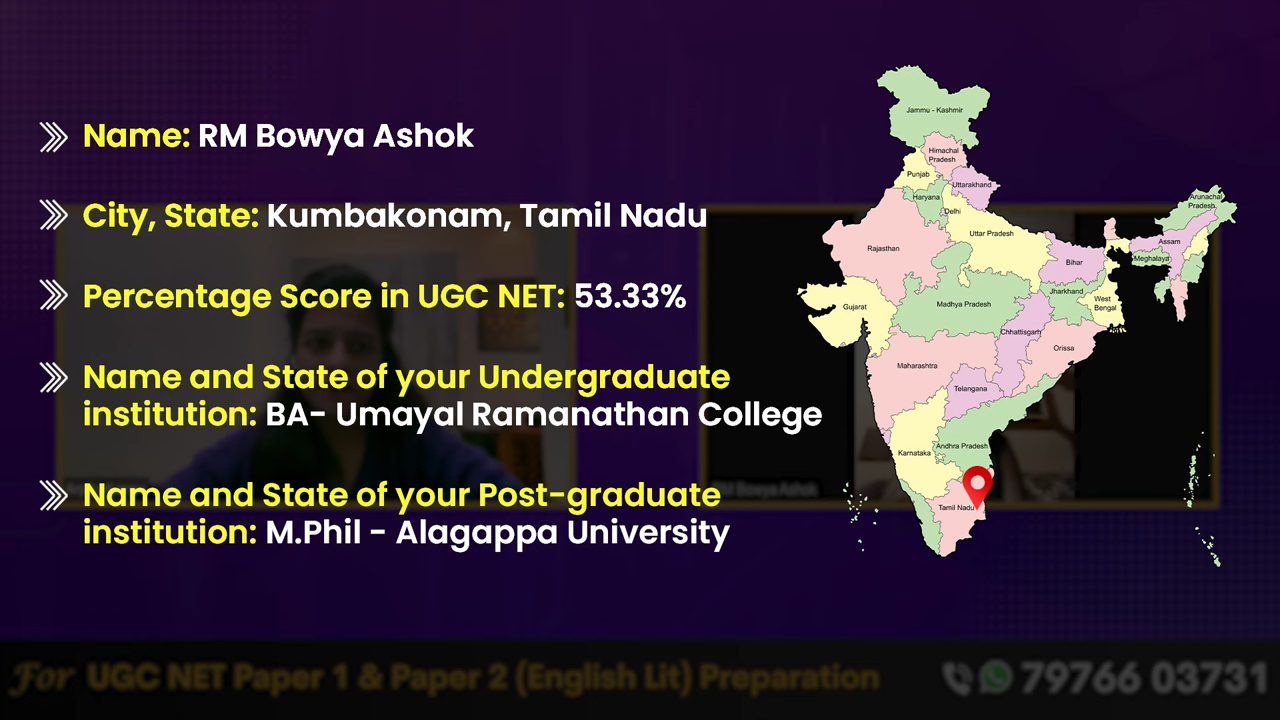 Name: RM Bowya Ashok
City, State: Kumbakonam, Tamil Nadu
Percentage Score in UGC NET: 53.33%
Name and State of your Undergraduate
institution: BA- Umayal Ramanathan College
Name and State of your Post-graduate
institution: M.Phil - Alagappa University
Jammu - Kashmir
Himachal
Pradesh
Punjab
Uttarakhand
Haryana
Delhi
Arunachal
Pradesh
Uttar Pradesh
Rajasthan
Assam
Bihar
Meghalaya
Jharkhand
West
Bengal
Gujarat
Madhya Pradesh
Chhattisgarh
Orissa
Maharashtra
Telangana
Andhra Pradesh
Karnataka
Tamil Nadu
RM Bowya Ashok
For UGC NET Paper 1 & Paper 2 (English Lit) Preparation
79766 03731